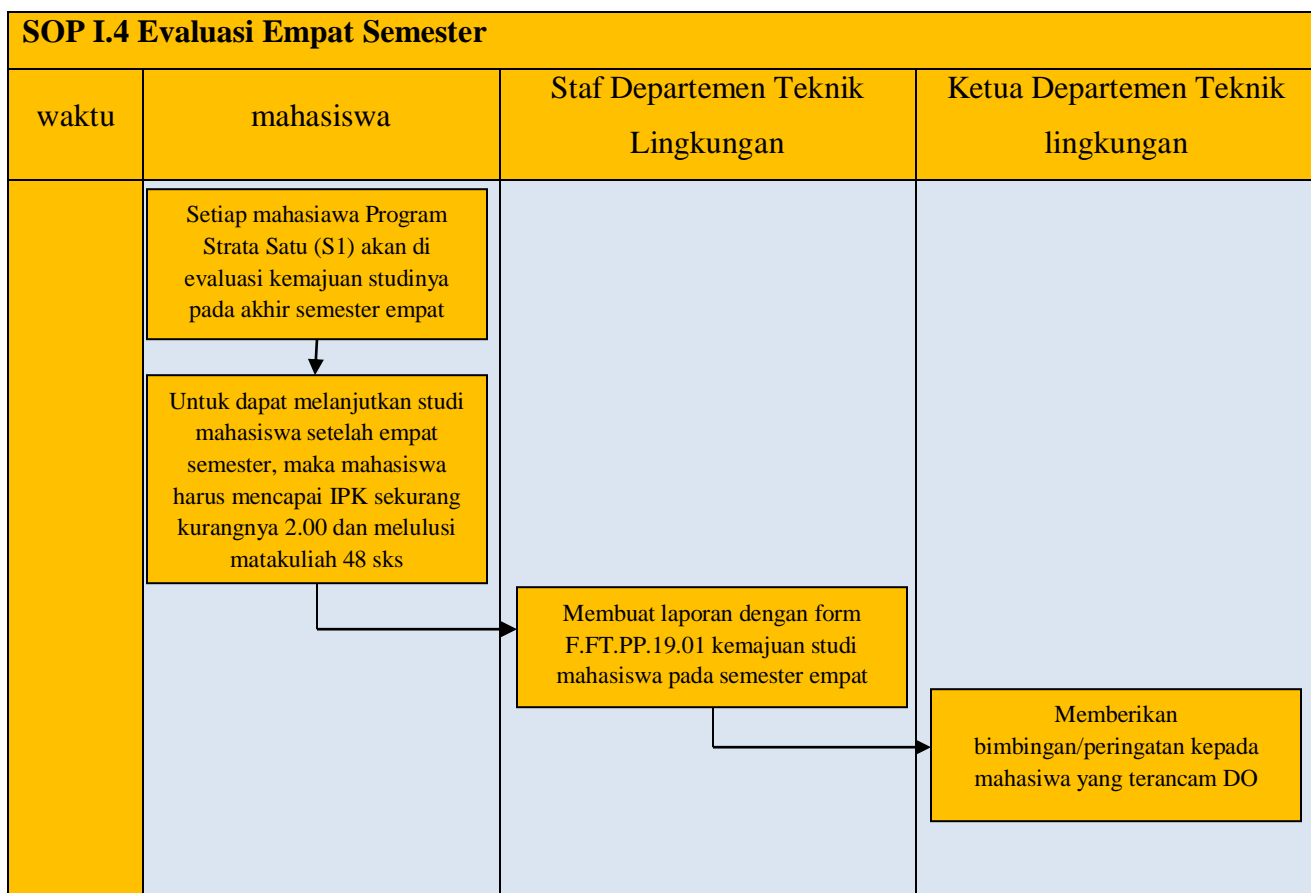 SOP I.4 Evaluasi Empat Semester
waktu
mahasiswa
Staf Departemen Teknik
Lingkungan
Ketua Departemen Teknik
lingkungan
Setiap mahasiawa Program
Strata Satu (S1) akan di
evaluasi kemajuan studinya
pada akhir semester empat
Untuk dapat melanjutkan studi
mahasiswa setelah empat
semester, maka mahasiswa
harus mencapai IPK sekurang
kurangnya 2.00 dan melulusi
matakuliah 48 sks
Membuat laporan dengan form
F.FT.PP.19.01 kemajuan studi
mahasiswa pada semester empat
Memberikan
bimbingan/peringatan kepada
mahasiwa yang terancam DO